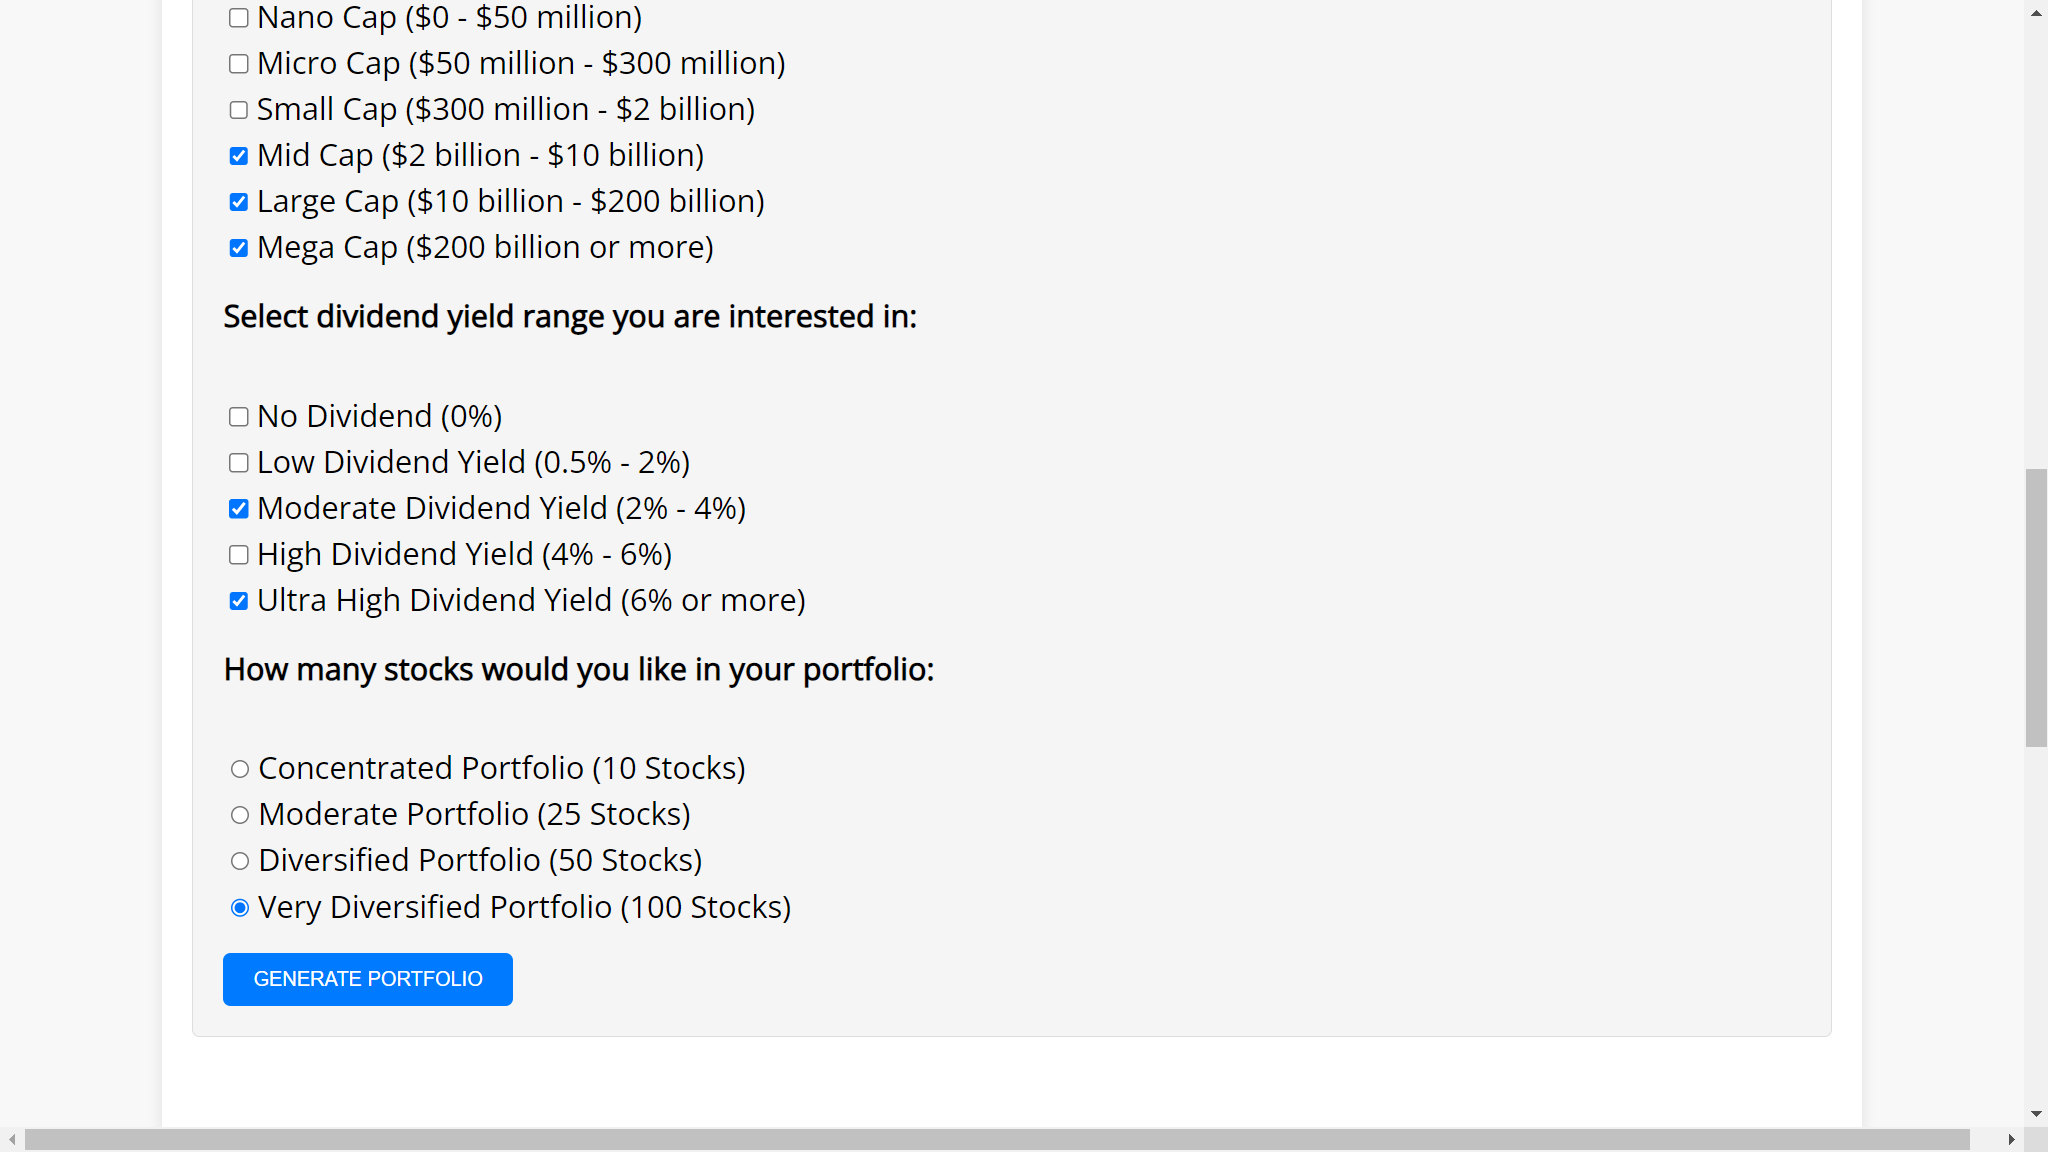 Nano Cap ($0 - $50 million)
Micro Cap ($50 million - $300 million)
Small Cap ($300 million - $2 billion)
Mid Cap ($2 billion - $10 billion)
Large Cap ($10 billion - $200 billion)
Mega Cap ($200 billion or more)
Select dividend yield range you are interested in:
No Dividend (0%)
Low Dividend Yield (0.5% - 2%)
Moderate Dividend Yield (2% - 4%)
High Dividend Yield (4% - 6%)
Ultra High Dividend Yield (6% or more)
How many stocks would you like in your portfolio:
Concentrated Portfolio (10 Stocks)
Moderate Portfolio (25 Stocks)
Diversified Portfolio (50 Stocks)
Very Diversified Portfolio (100 Stocks)
GENERATE PORTFOLIO